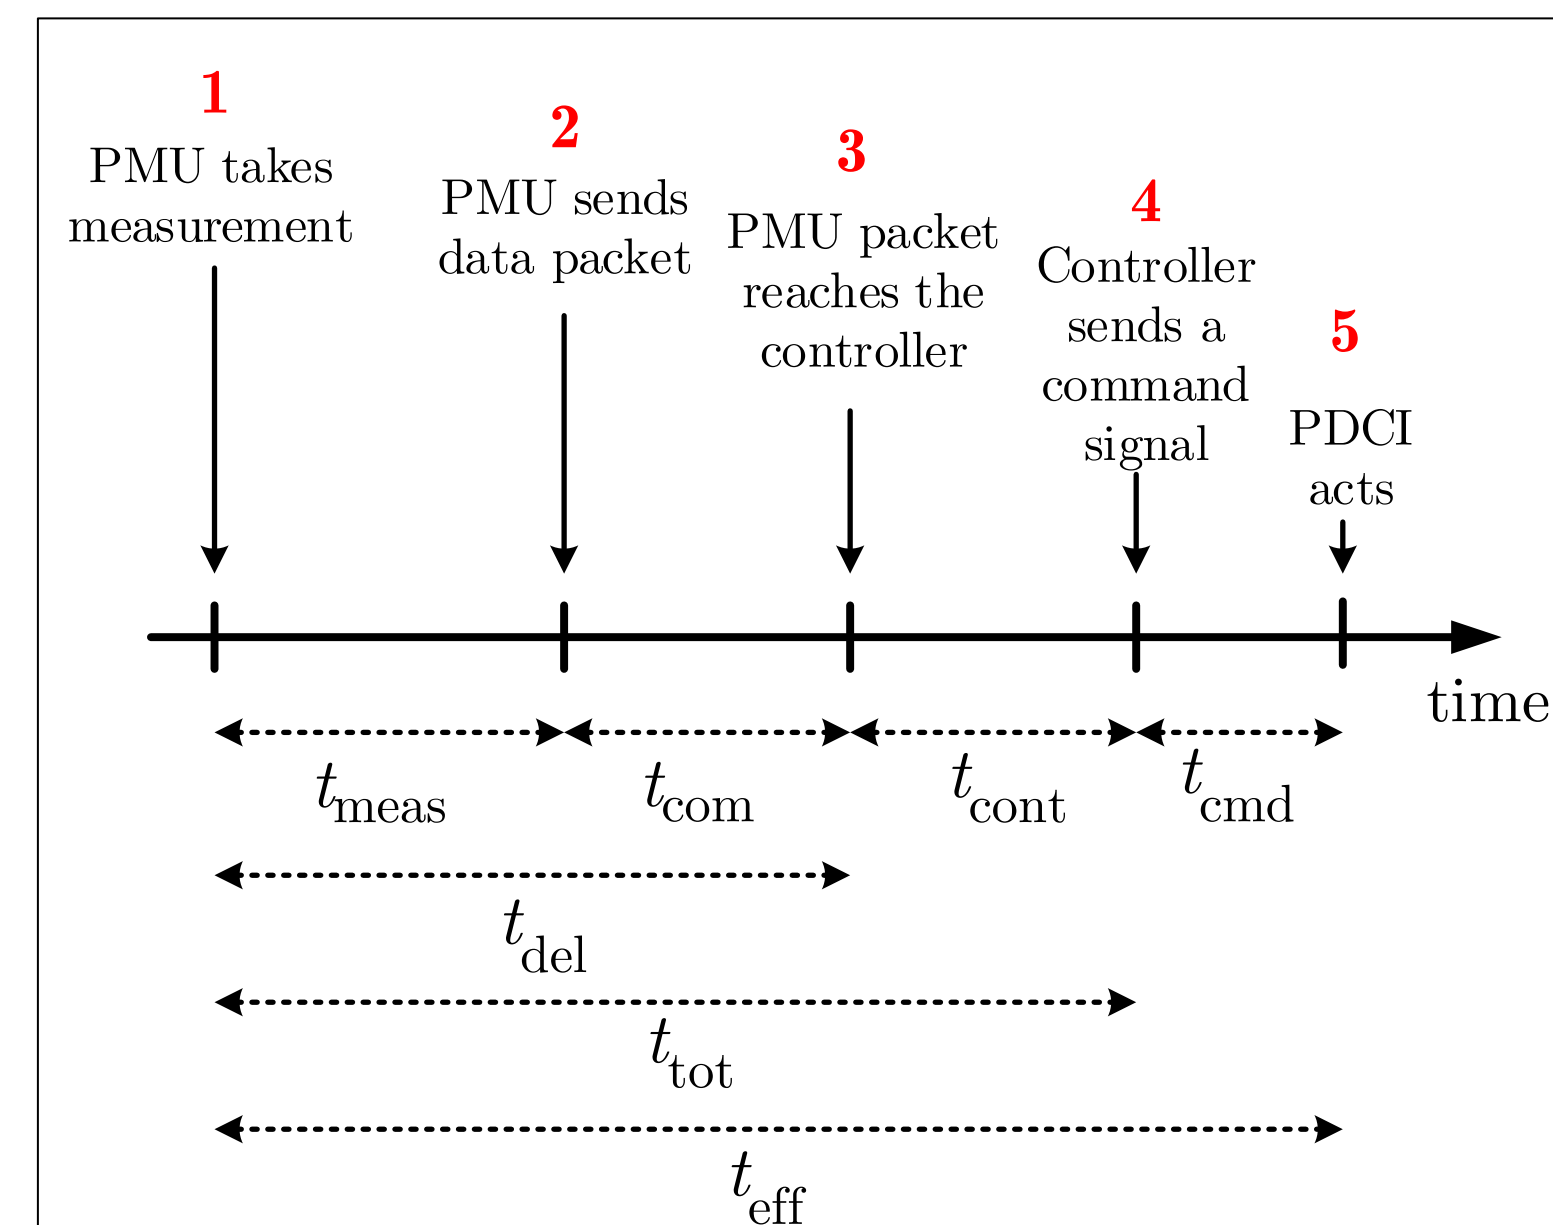 1
PMU takes
measurement
2
PMU sends
data packet
3
PMU packet
reaches the
controller
4
Controller
sends a
command
signal
5
PDCI
acts
time
t_meas
t_com
t_cont
t_cmd
t_del
t_tot
t_eff